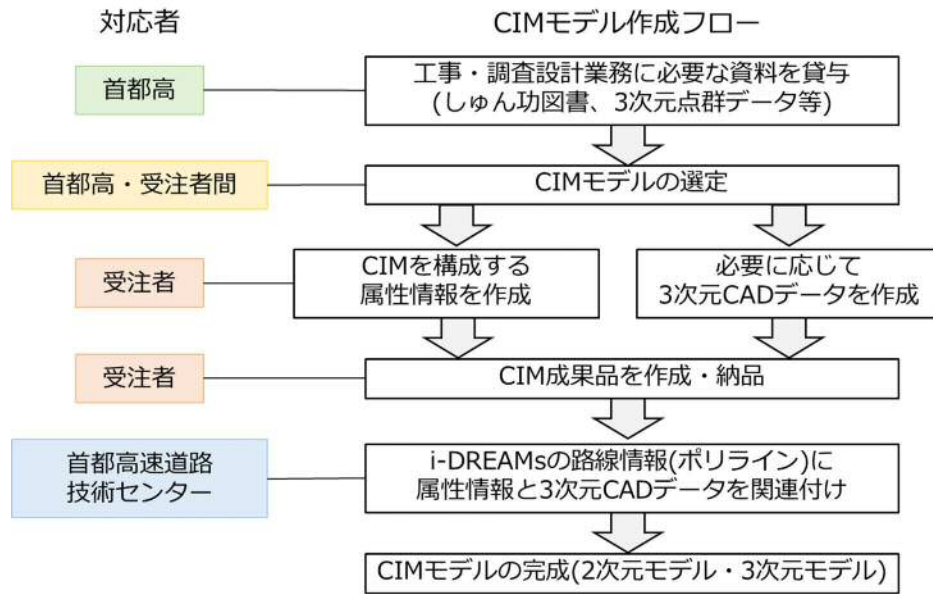 対応者
CIMモデル作成フロー
首都高
工事・調査設計業務に必要な資料を貸与
(しゅん功図書、3次元点群データ等)
首都高・受注者間
CIMモデルの選定
受注者
CIMを構成する
属性情報を作成
必要に応じて
3次元CADデータを作成
受注者
CIM成果品を作成・納品
首都高速道路
技術センター
i-DREAMsの路線情報(ポリライン)に
属性情報と3次元CADデータを関連付け
CIMモデルの完成(2次元モデル・3次元モデル)